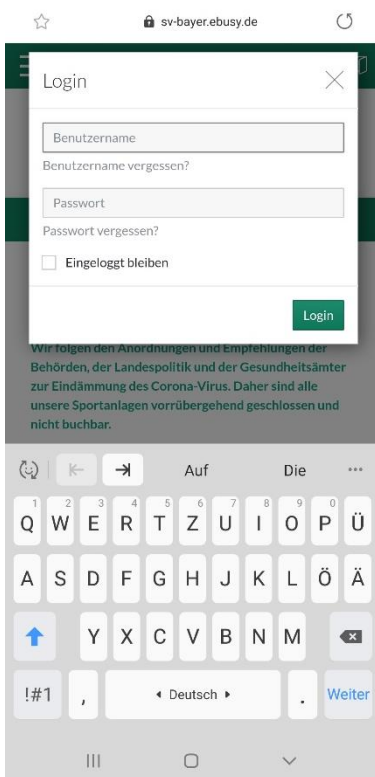 sv-bayer.ebusy.de
Login
Benutzername
Benutzername vergessen?
Passwort
Passwort vergessen?
Eingeloggt bleiben
Login
Wir folgen den Anordnungen und Empfehlungen der
Behörden, der Landespolitik und der Gesundheitsämter
zur Eindämmung des Corona-Virus. Daher sind alle
unsere Sportanlagen vorrübergehend geschlossen und
nicht buchbar.
Auf Die ...
1 2 3 4 5 6 7 8 9 0
Q W E R T Z U I O P Ü
A S D F G H J K L Ö Ä
Y X C V B N M
!#1 , Deutsch . Weiter